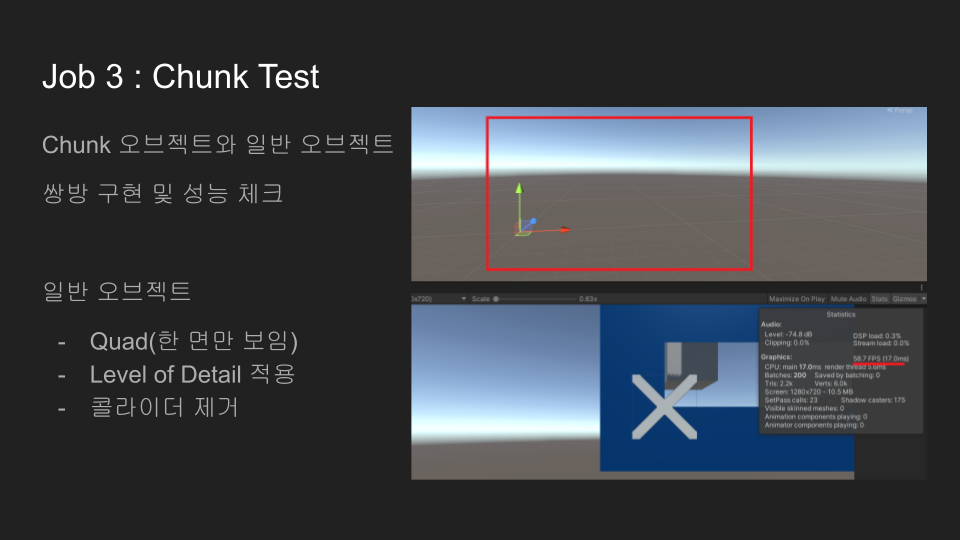 Job 3 : Chunk Test
Chunk 오브젝트와 일반 오브젝트
쌍방 구현 및 성능 체크
일반 오브젝트
- Quad(한 면만 보임)
- Level of Detail 적용
- 콜라이더 제거
Persp
0x720) Scale 0.63x Maximize On Play Mute Audio Stats Gizmos
Statistics
Audio:
Level: -74.8 dB DSP load: 0.3%
Clipping: 0.0% Stream load: 0.0%
Graphics: 58.7 FPS (17.0ms)
CPU: main 17.0ms render thread 5.6ms
Batches: 200 Saved by batching: 0
Tris: 2.2k Verts: 6.0k
Screen: 1280x720 - 10.5 MB
SetPass calls: 23 Shadow casters: 175
Visible skinned meshes: 0
Animation components playing: 0
Animator components playing: 0